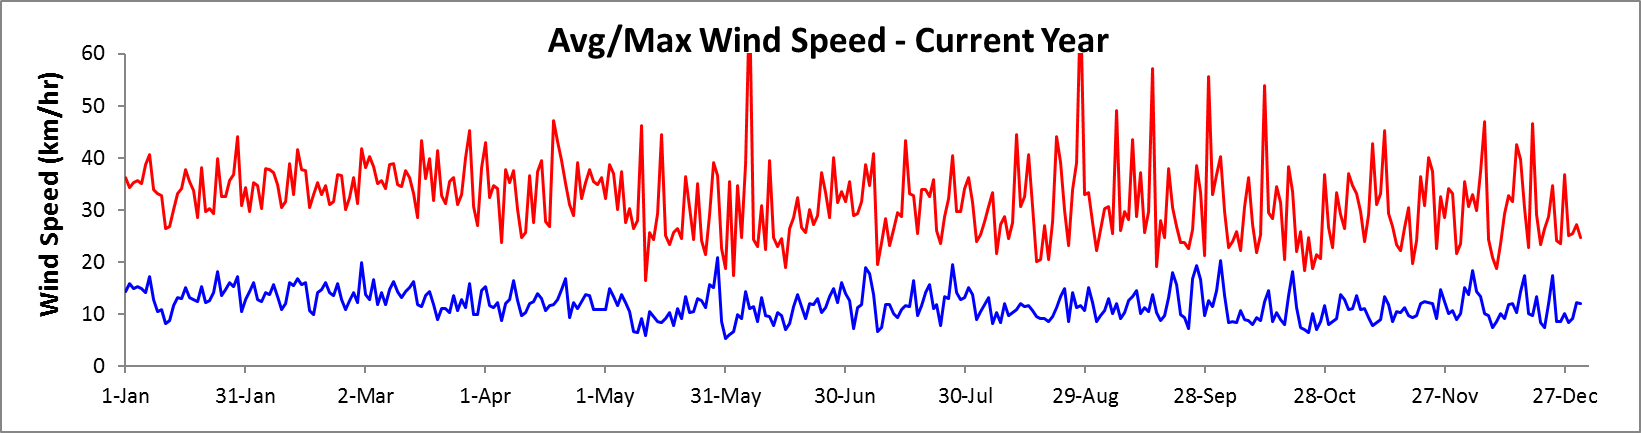 Avg/Max Wind Speed - Current Year
Wind Speed (km/hr)
60
50
40
30
20
10
0
1-Jan 31-Jan 2-Mar 1-Apr 1-May 31-May 30-Jun 30-Jul 29-Aug 28-Sep 28-Oct 27-Nov 27-Dec